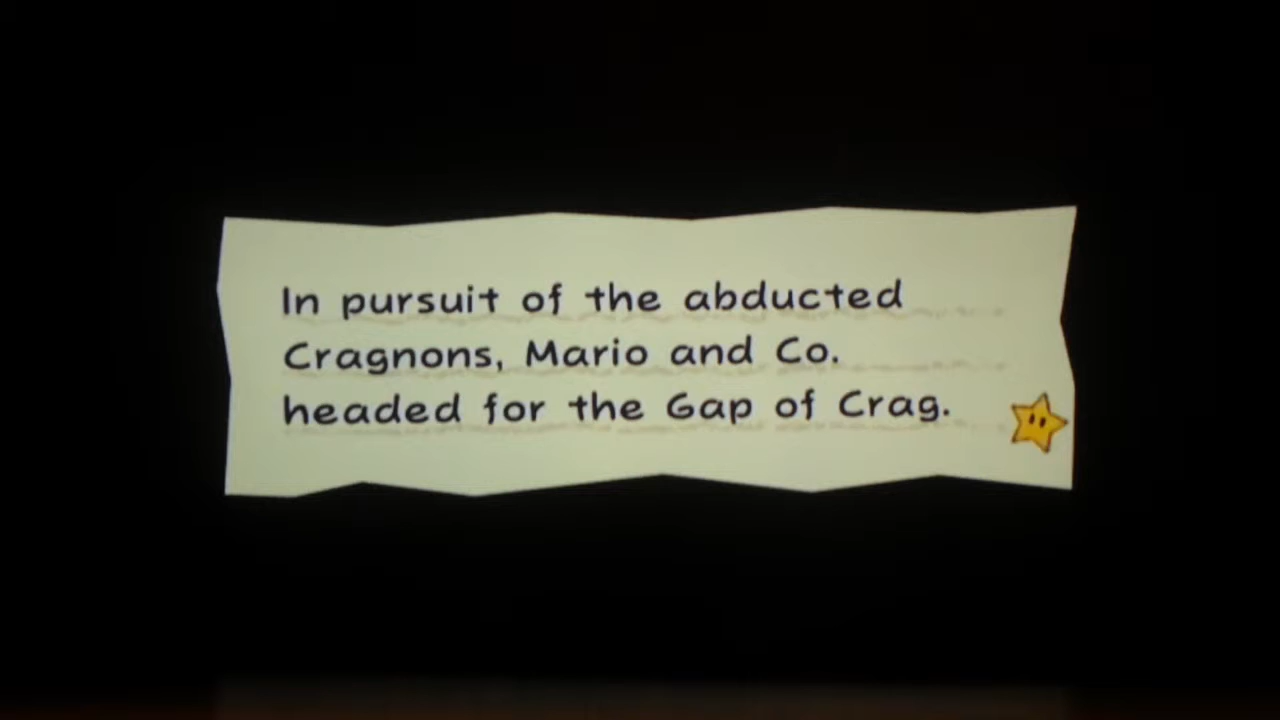 In pursuit of the abducted
Cragnons, Mario and Co.
headed for the Gap of Crag.